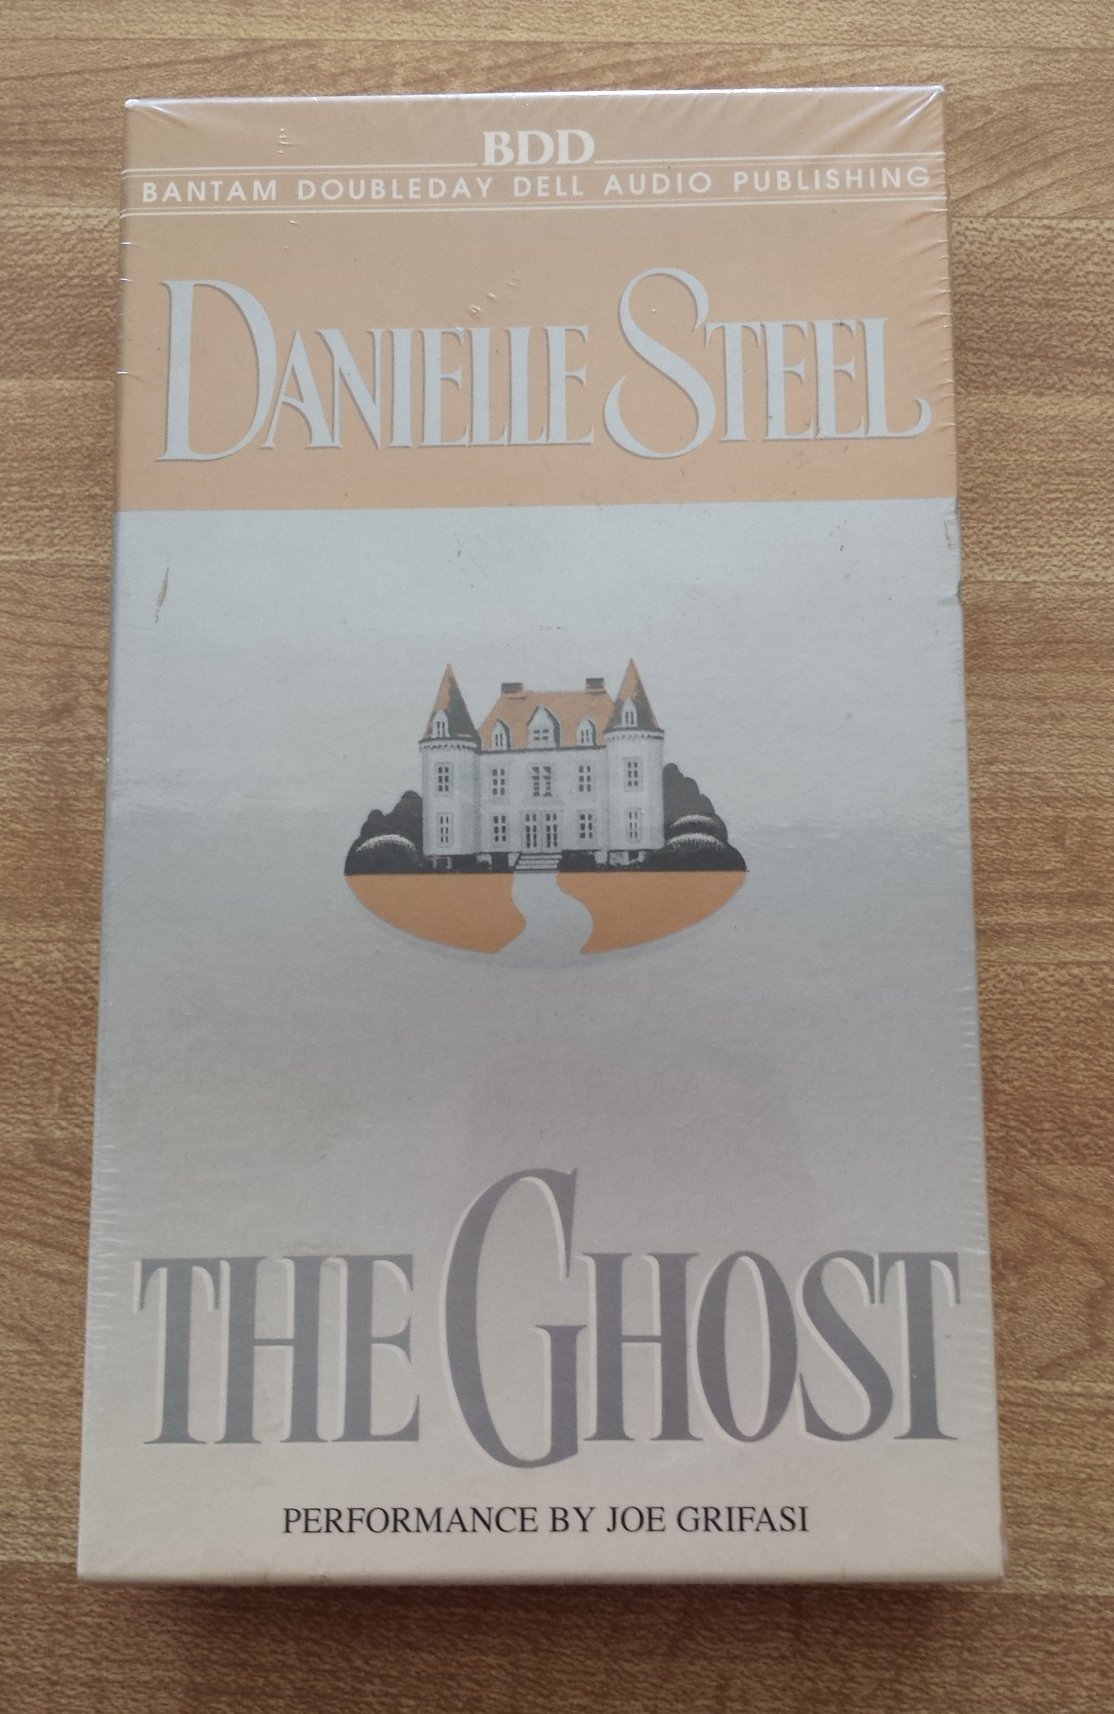 BDD
BANTAM DOUBLEDAY DELL AUDIO PUBLISHING
DANIELLE STEEL
THE GHOST
PERFORMANCE BY JOE GRIFASI